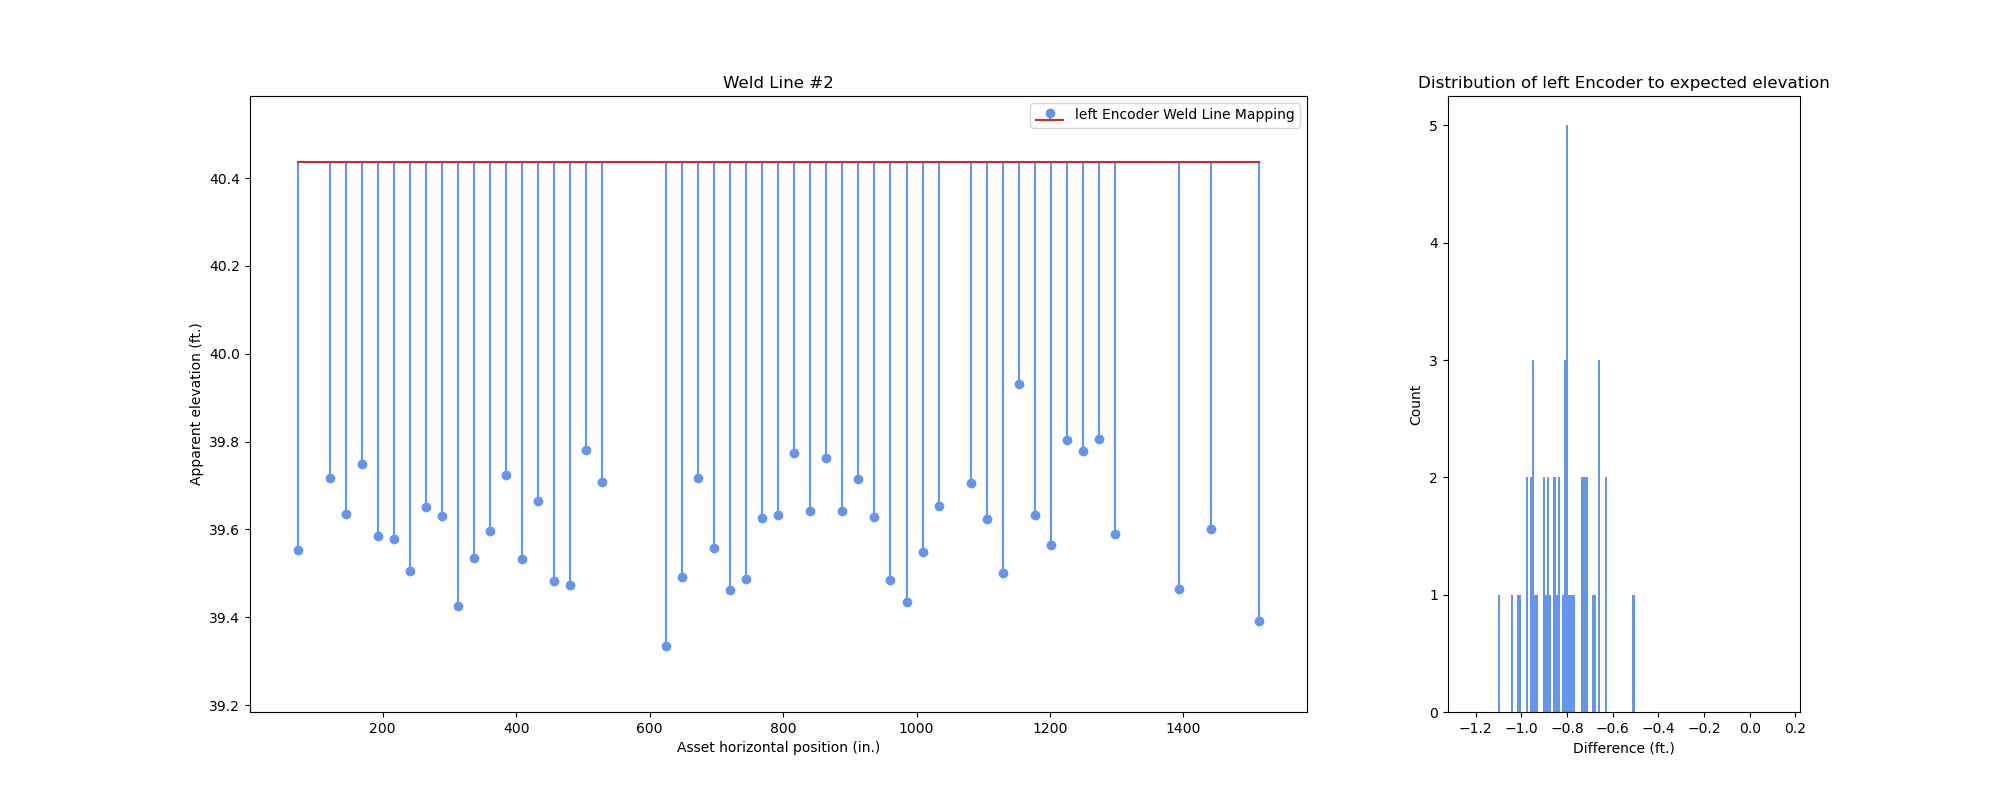 Weld Line #2
left Encoder Weld Line Mapping
Apparent elevation (ft.)
40.4
40.2
40.0
39.8
39.6
39.4
39.2
200 400 600 800 1000 1200 1400
Asset horizontal position (in.)
Distribution of left Encoder to expected elevation
Count
5
4
3
2
1
0
−1.2 −1.0 −0.8 −0.6 −0.4 −0.2 0.0 0.2
Difference (ft.)